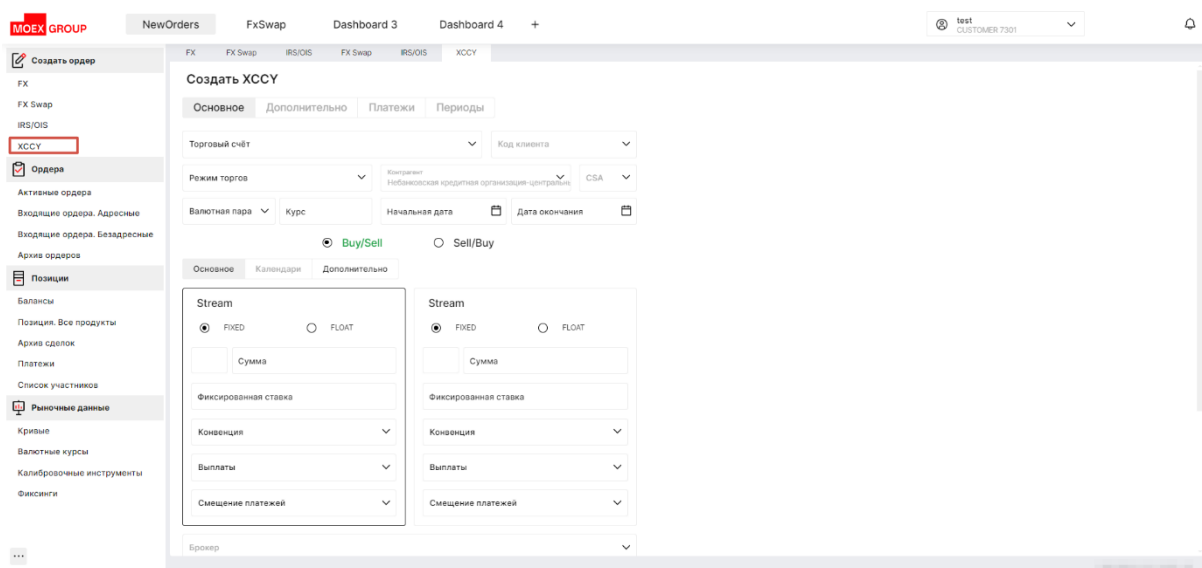 MOEX GROUP
NewOrders FxSwap Dashboard 3 Dashboard 4 +
test
CUSTOMER 7301
Создать ордер
FX
FX Swap
IRS/OIS
XCCY
Ордера
Активные ордера
Входящие ордера. Адресные
Входящие ордера. Безадресные
Архив ордеров
Позиции
Балансы
Позиция. Все продукты
Архив сделок
Платежи
Список участников
Рыночные данные
Кривые
Валютные курсы
Калибровочные инструменты
Фиксинги
...
FX FX Swap IRS/OIS FX Swap IRS/OIS XCCY
Создать XCCY
Основное Дополнительно Платежи Периоды
Торговый счёт Код клиента
Режим торгов
Контрагент
Небанковская кредитная организация-центральн
CSA
Валютная пара Курс Начальная дата Дата окончания
Buy/Sell Sell/Buy
Основное Календари Дополнительно
Stream
FIXED FLOAT
Сумма
Фиксированная ставка
Конвенция
Выплаты
Смещение платежей
Stream
FIXED FLOAT
Сумма
Фиксированная ставка
Конвенция
Выплаты
Смещение платежей
Брокер